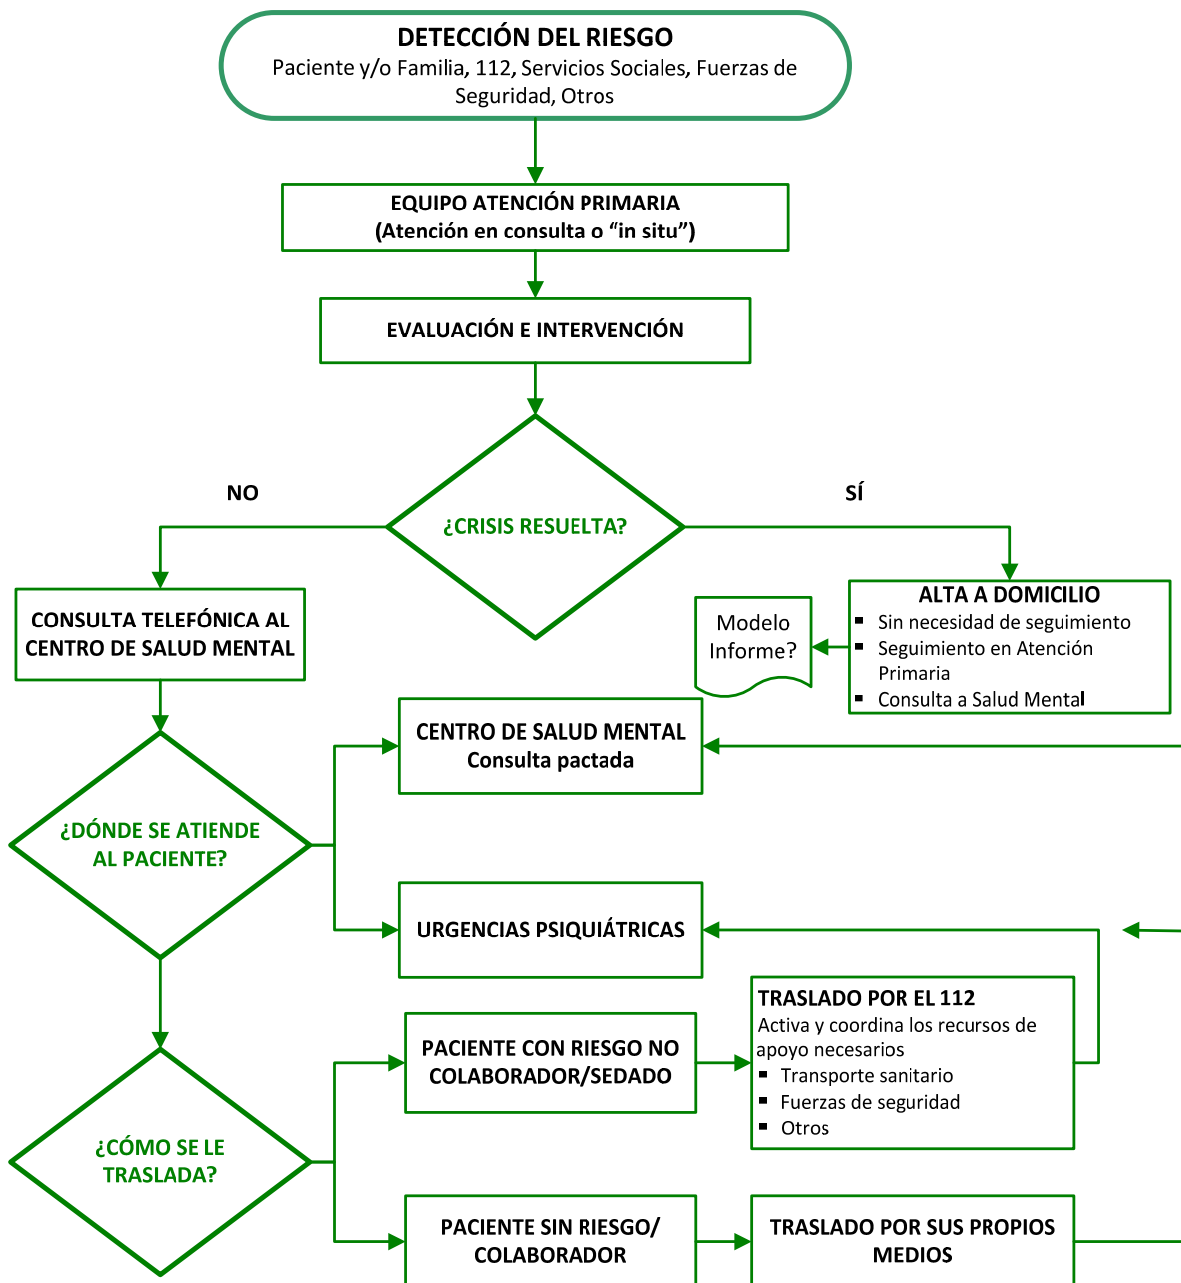 DETECCIÓN DEL RIESGO
Paciente y/o Familia, 112, Servicios Sociales, Fuerzas de
Seguridad, Otros
EQUIPO ATENCIÓN PRIMARIA
(Atención en consulta o “in situ”)
EVALUACIÓN E INTERVENCIÓN
NO
SÍ
¿CRISIS RESUELTA?
CONSULTA TELEFÓNICA AL
CENTRO DE SALUD MENTAL
Modelo
Informe?
ALTA A DOMICILIO
▪ Sin necesidad de seguimiento
▪ Seguimiento en Atención
Primaria
▪ Consulta a Salud Mental
CENTRO DE SALUD MENTAL
Consulta pactada
¿DÓNDE SE ATIENDE
AL PACIENTE?
URGENCIAS PSIQUIÁTRICAS
PACIENTE CON RIESGO NO
COLABORADOR/SEDADO
TRASLADO POR EL 112
Activa y coordina los recursos de
apoyo necesarios
▪ Transporte sanitario
▪ Fuerzas de seguridad
▪ Otros
¿CÓMO SE LE
TRASLADA?
PACIENTE SIN RIESGO/
COLABORADOR
TRASLADO POR SUS PROPIOS
MEDIOS